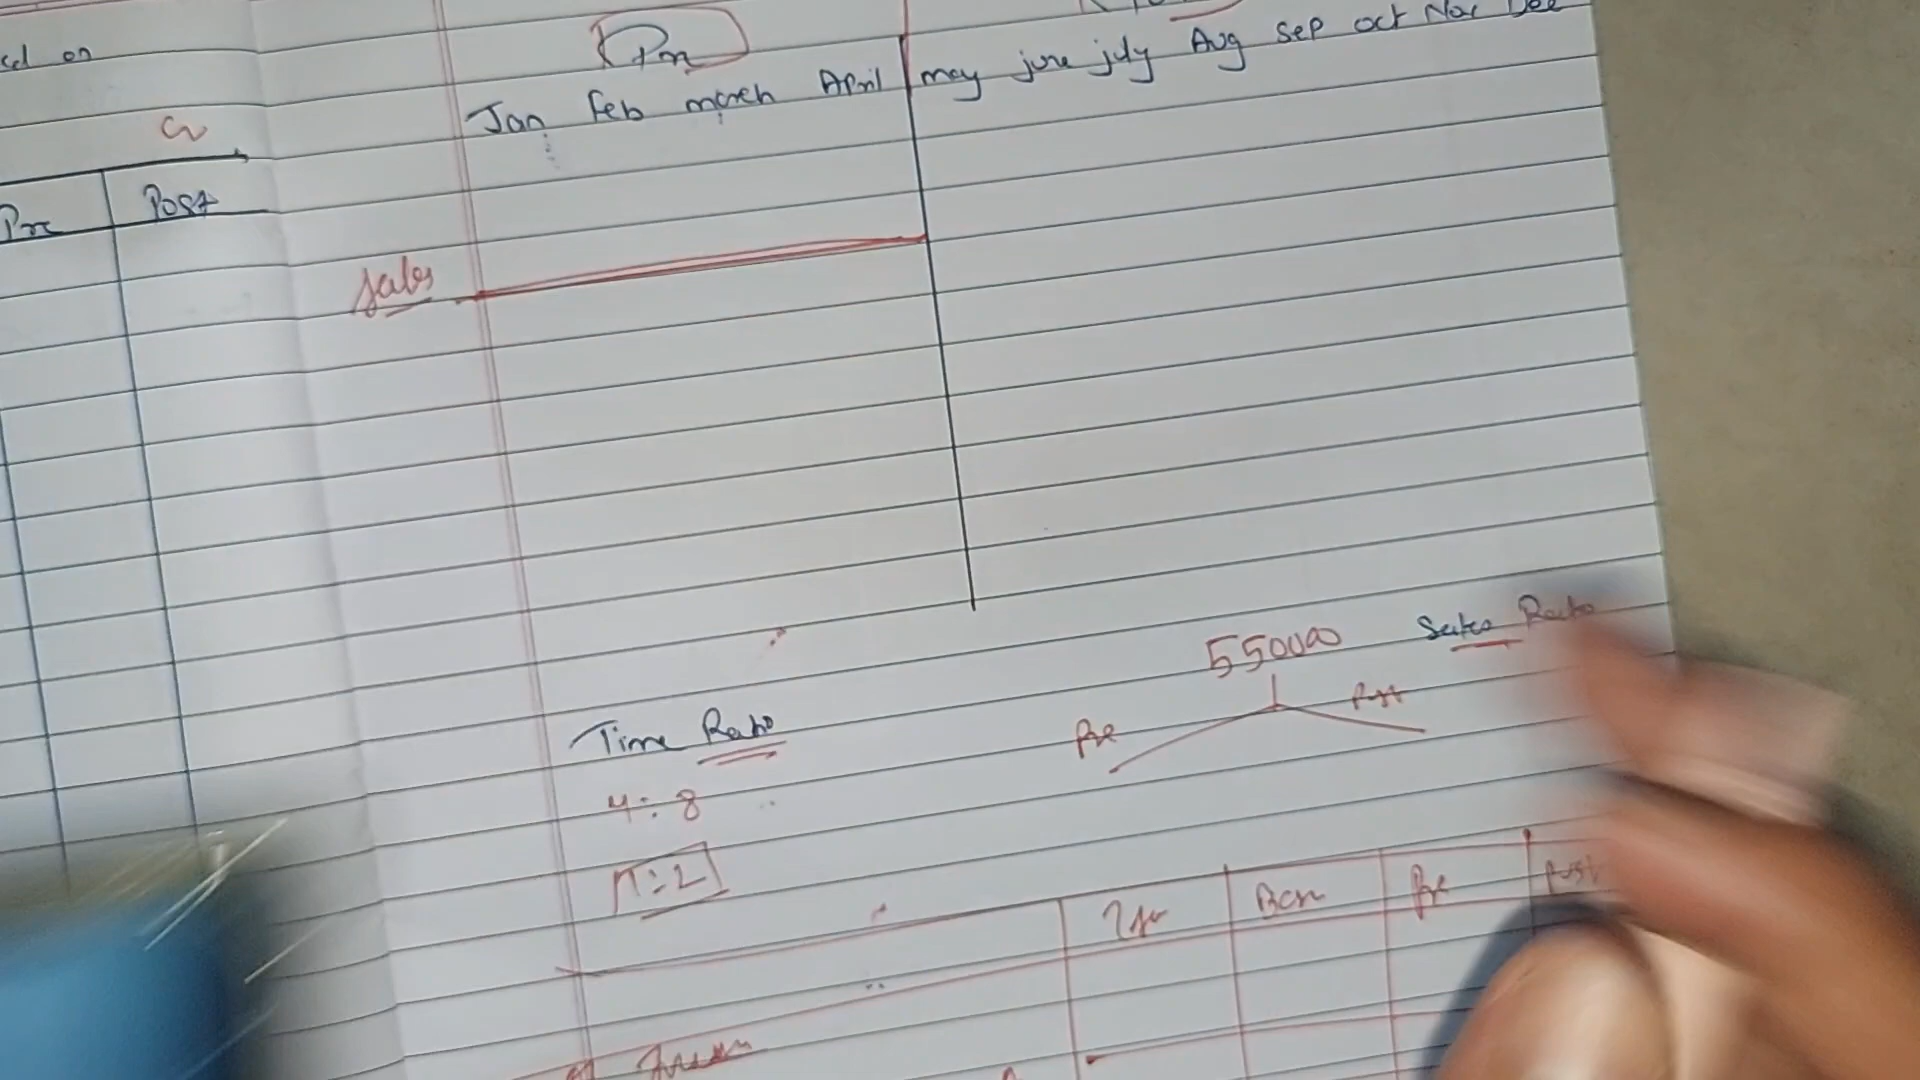 on
Pre
Jan Feb march April may june july Aug sep oct Nov Dec
Pre Post
Sales
550000 Sales Ratio
Pre Post
Time Ratio
4:8
1:2
Pre Post